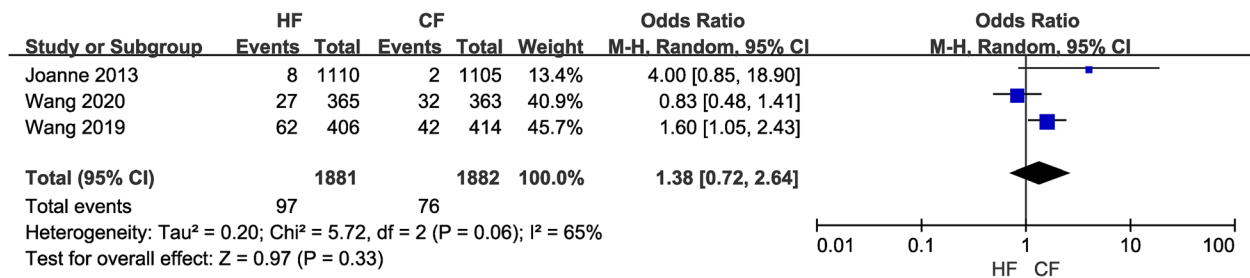 HF CF Odds Ratio Odds Ratio
Study or Subgroup Events Total Events Total Weight M-H, Random, 95% CI M-H, Random, 95% CI
Joanne 2013 8 1110 2 1105 13.4% 4.00 [0.85, 18.90]
Wang 2020 27 365 32 363 40.9% 0.83 [0.48, 1.41]
Wang 2019 62 406 42 414 45.7% 1.60 [1.05, 2.43]
Total (95% CI) 1881 1882 100.0% 1.38 [0.72, 2.64]
Total events 97 76
Heterogeneity: Tau² = 0.20; Chi² = 5.72, df = 2 (P = 0.06); I² = 65%
Test for overall effect: Z = 0.97 (P = 0.33)
0.01 0.1 1 10 100
HF CF